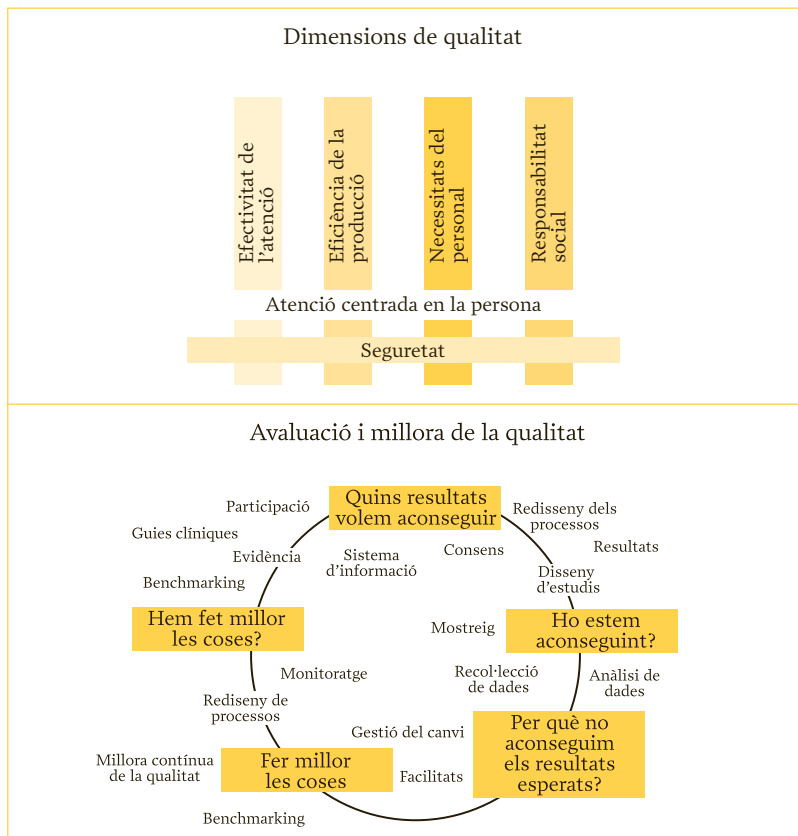 Dimensions de qualitat
Efectivitat de
l’atenció
Eficiència de la
producció
Necessitats del
personal
Responsabilitat
social
Atenció centrada en la persona
Seguretat
Avaluació i millora de la qualitat
Quins resultats
volem aconseguir
Participació
Redisseny dels
processos
Guies clíniques
Resultats
Evidència
Sistema
d’informació
Consens
Benchmarking
Disseny
d’estudis
Hem fet millor
les coses?
Mostreig
Ho estem
aconseguint?
Monitoratge
Recol·lecció
de dades
Anàlisi de
dades
Rediseny de
processos
Gestió del canvi
Per què no
aconseguim
els resultats
esperats?
Millora contínua
de la qualitat
Fer millor
les coses
Facilitats
Benchmarking